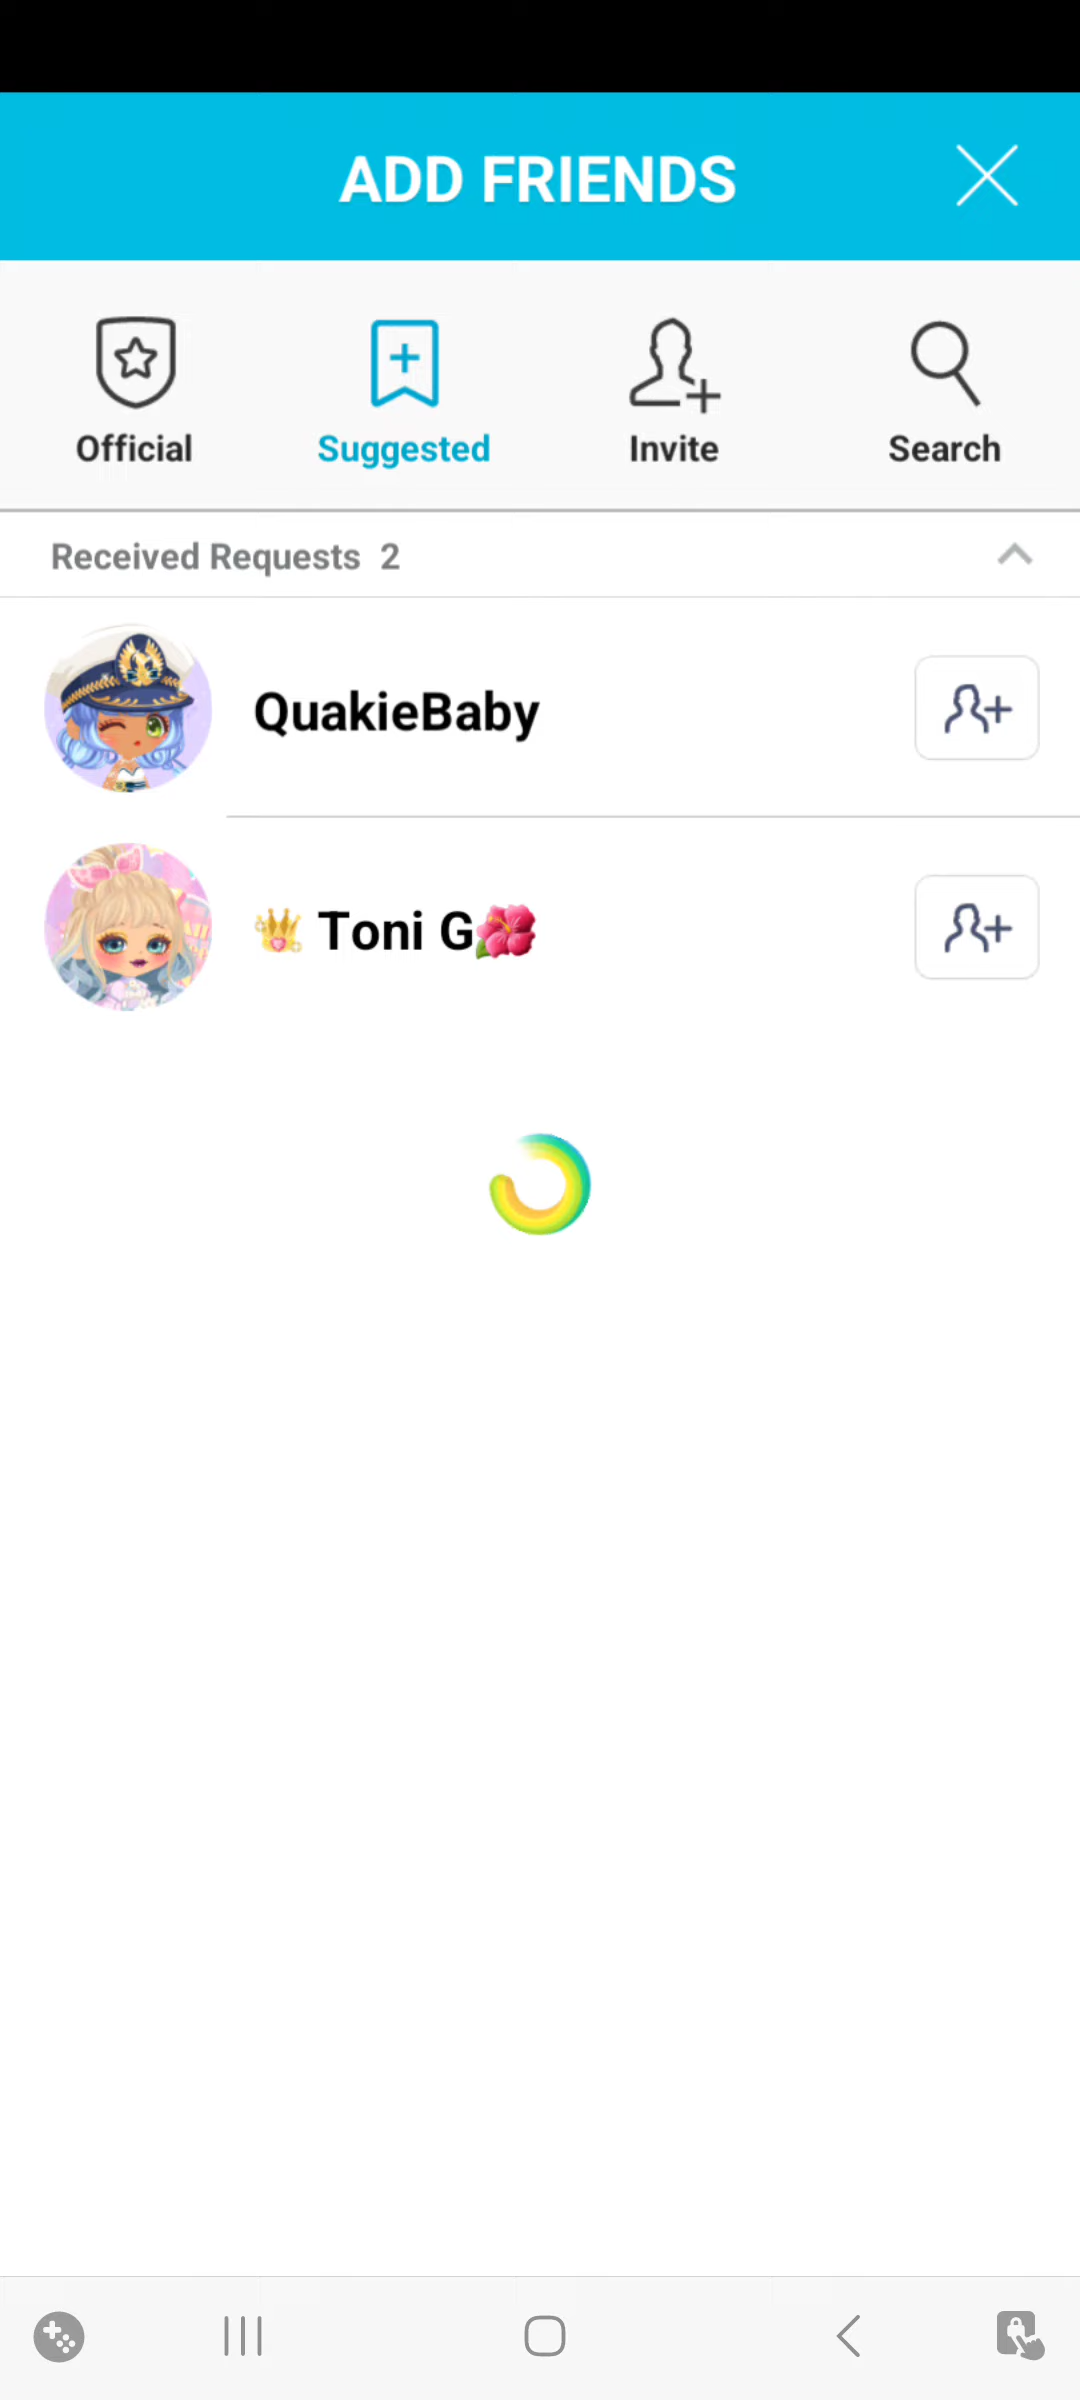 ADD FRIENDS
Official
Suggested
Invite
Search
Received Requests 2
QuakieBaby
👑 Toni G🌺